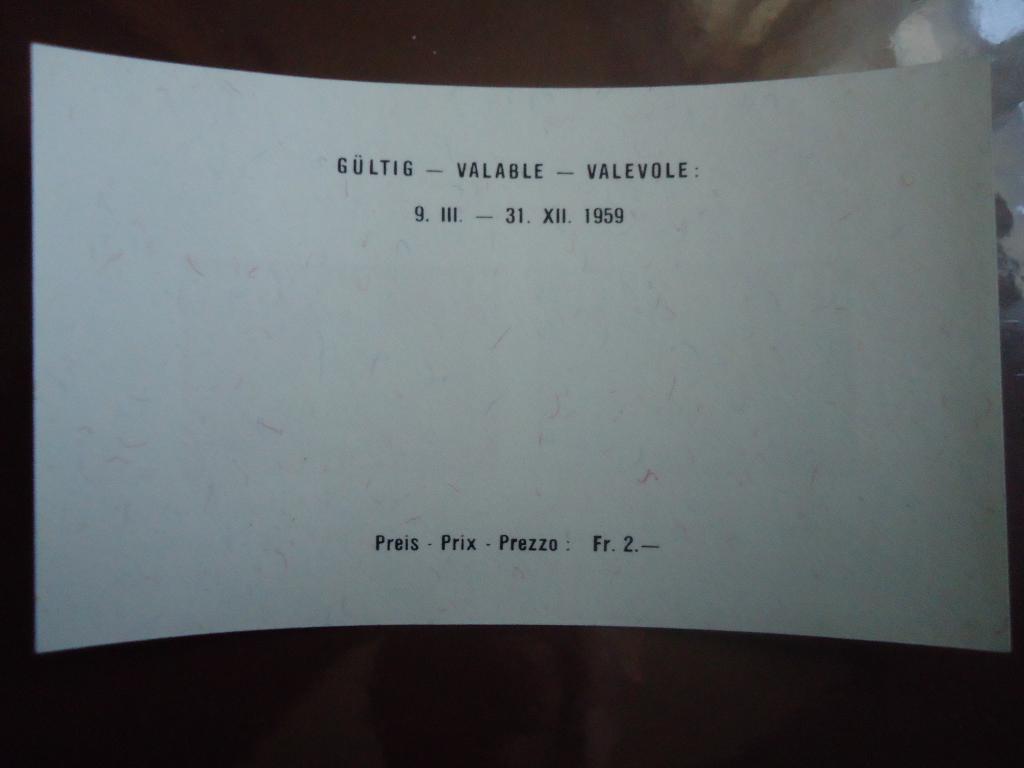 GÜLTIG — VALABLE — VALEVOLE:
9. III. — 31. XII. 1959
Preis - Prix - Prezzo : Fr. 2.—